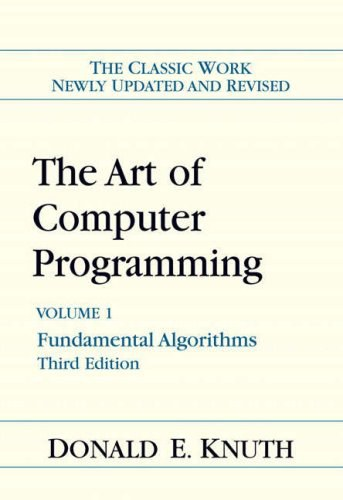 THE CLASSIC WORK
NEWLY UPDATED AND REVISED
The Art of
Computer
Programming
VOLUME 1
Fundamental Algorithms
Third Edition
DONALD E. KNUTH